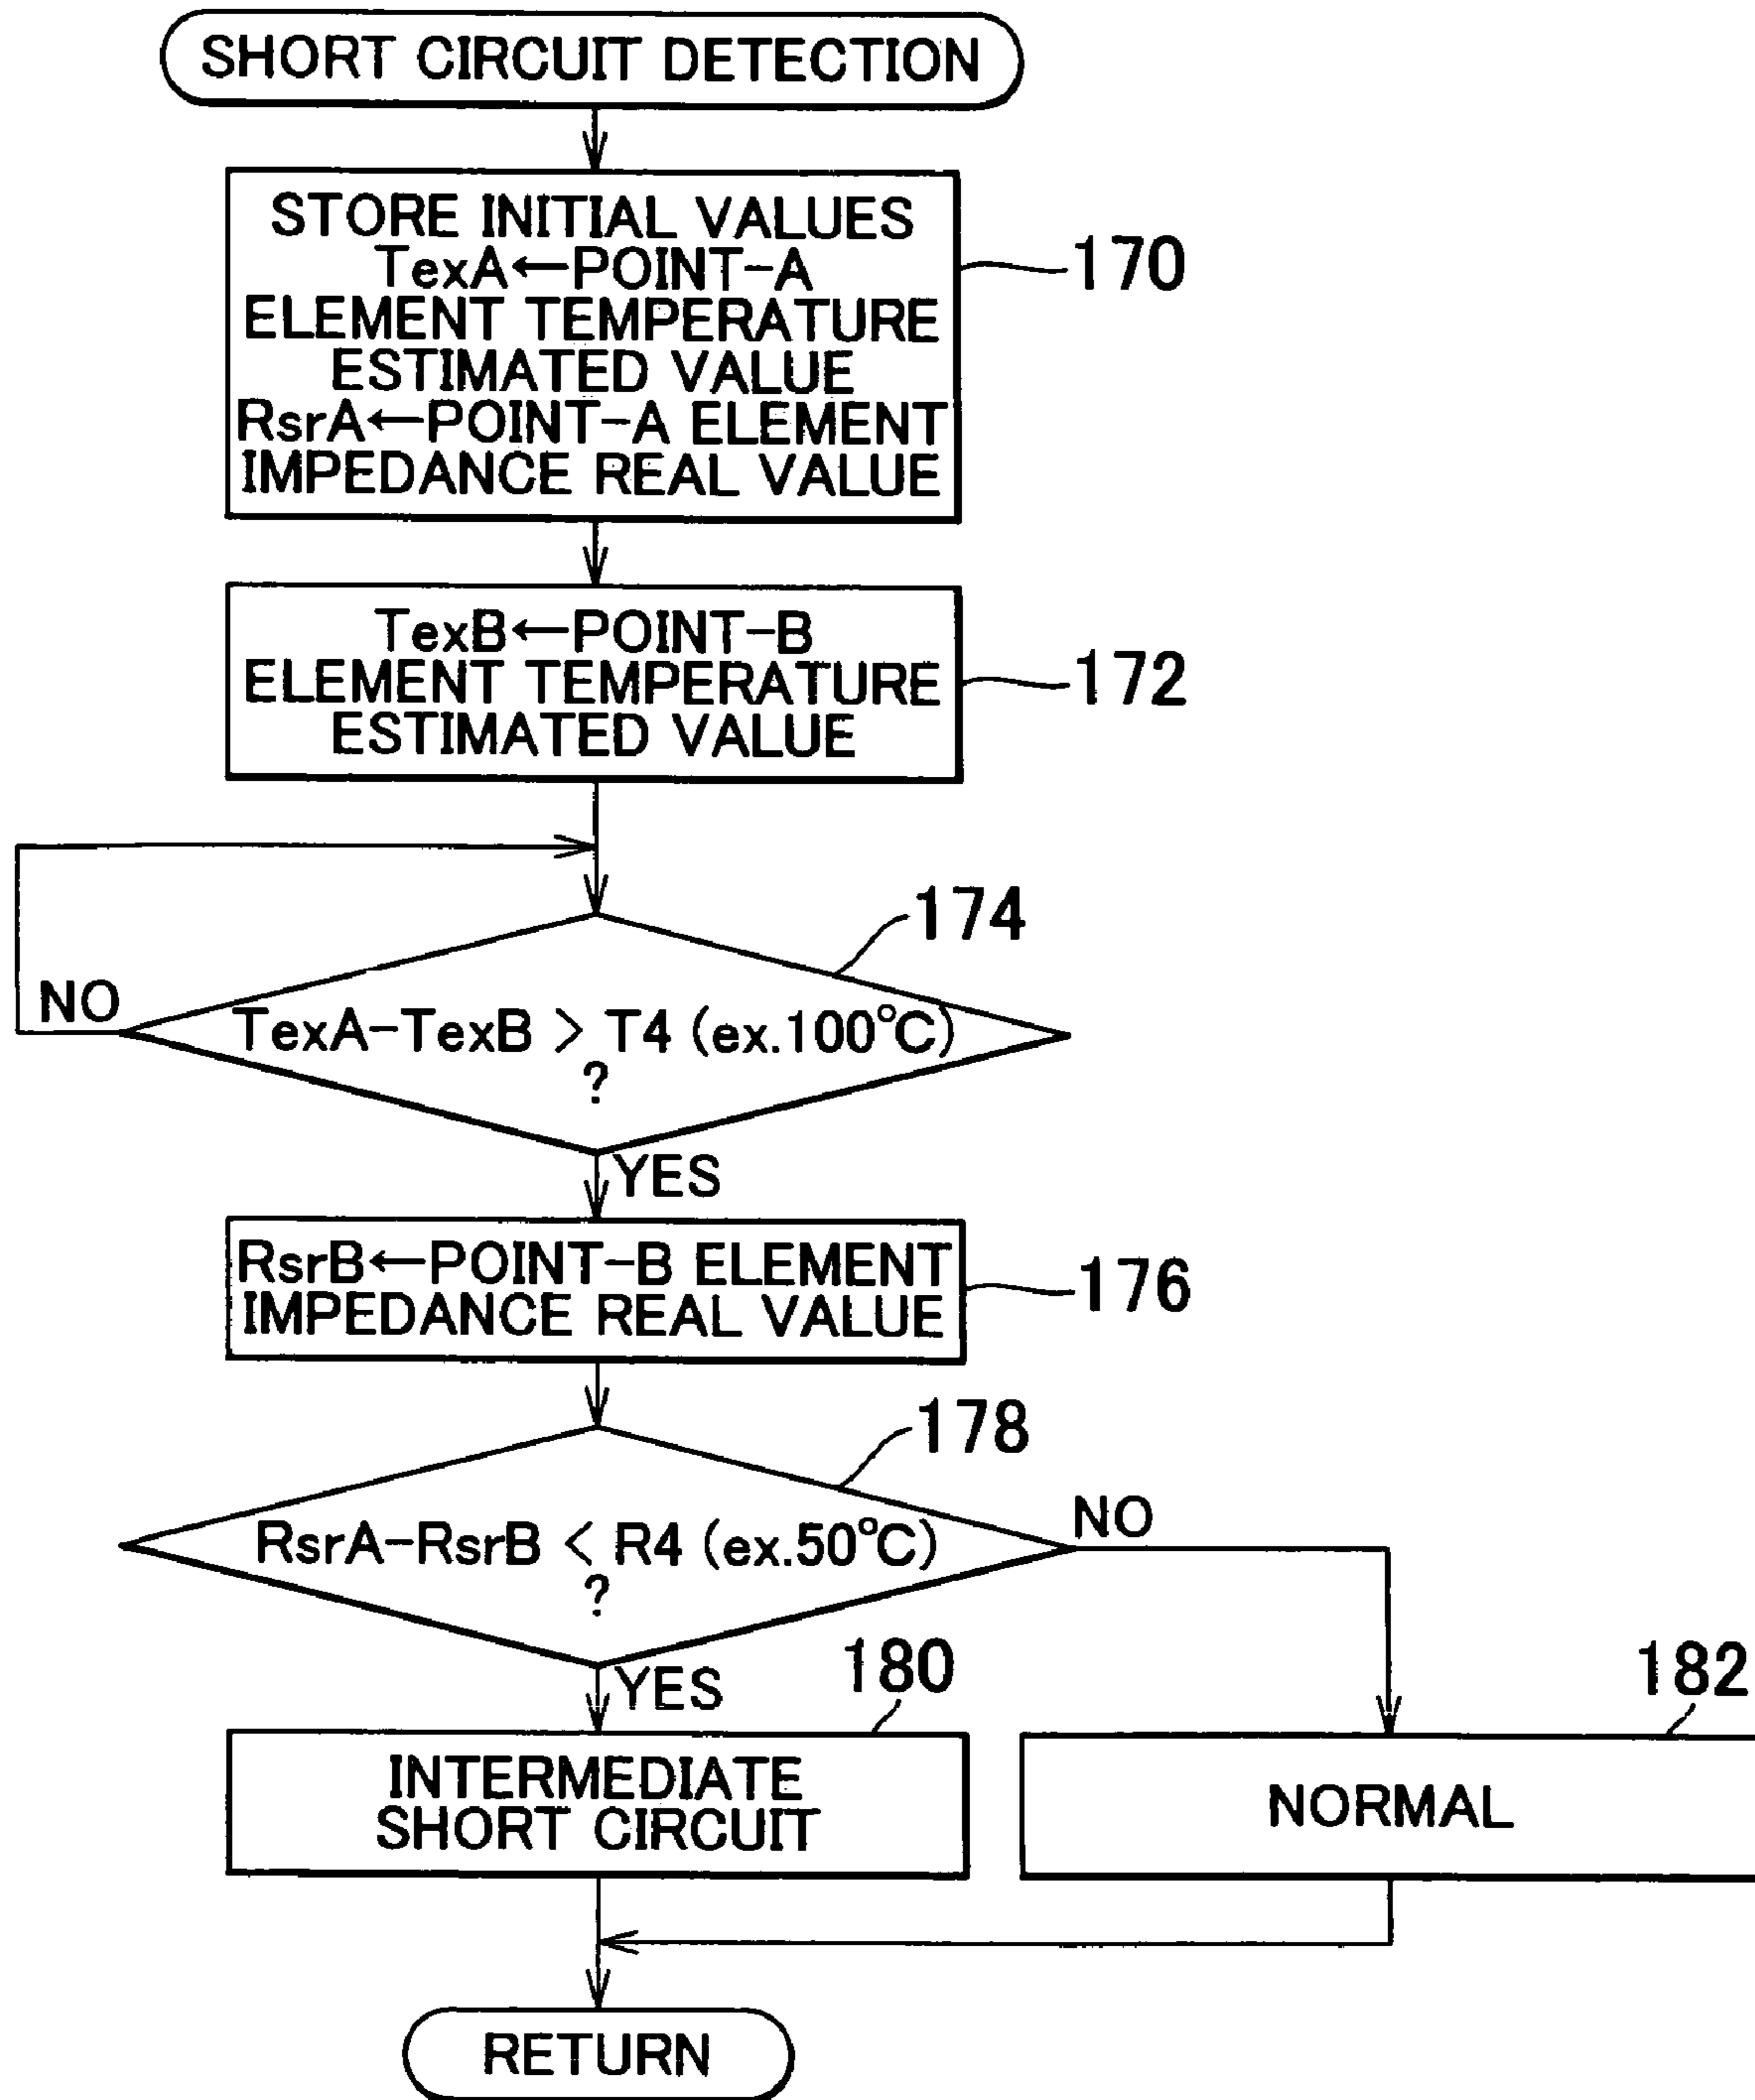 SHORT CIRCUIT DETECTION
STORE INITIAL VALUES
TexA←POINT-A
ELEMENT TEMPERATURE
ESTIMATED VALUE
RsrA←POINT-A ELEMENT
IMPEDANCE REAL VALUE
170
TexB←POINT-B
ELEMENT TEMPERATURE
ESTIMATED VALUE
172
174
NO
TexA-TexB > T4 (ex.100°C)
?
YES
RsrB←POINT-B ELEMENT
IMPEDANCE REAL VALUE
176
178
NO
RsrA-RsrB < R4 (ex.50°C)
?
YES
180
182
INTERMEDIATE
SHORT CIRCUIT
NORMAL
RETURN